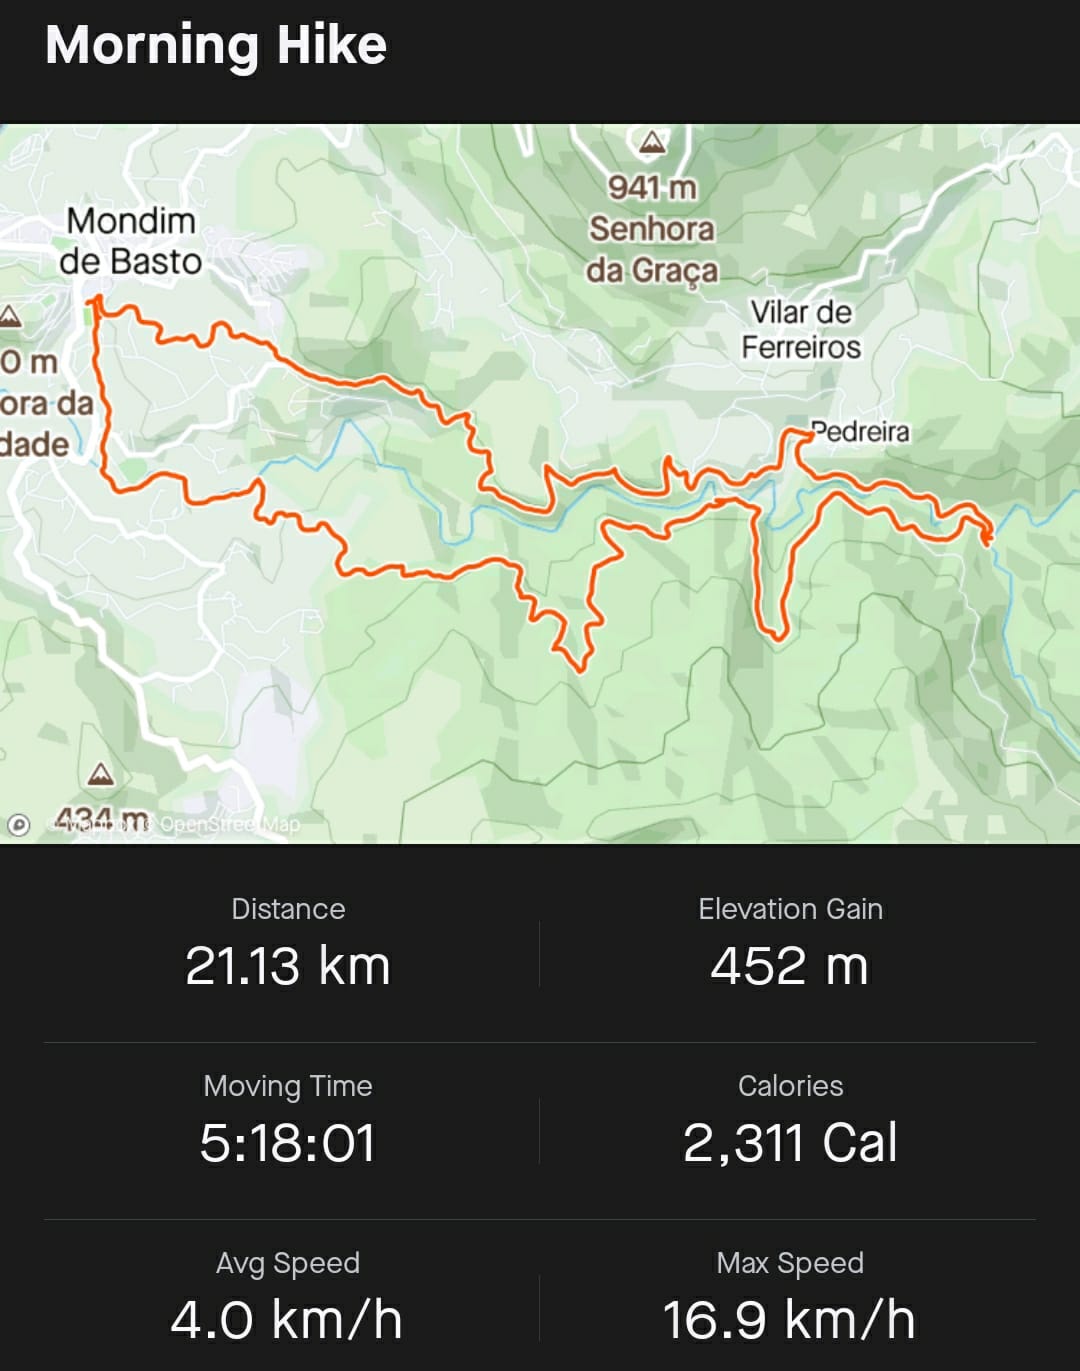 Morning Hike
941 m
Senhora
da Graça
Mondim
de Basto
Vilar de
Ferreiros
0 m
ora da
dade
Pedreira
434 m
© Mapbox © OpenStreetMap
Distance
Elevation Gain
21.13 km
452 m
Moving Time
Calories
5:18:01
2,311 Cal
Avg Speed
Max Speed
4.0 km/h
16.9 km/h